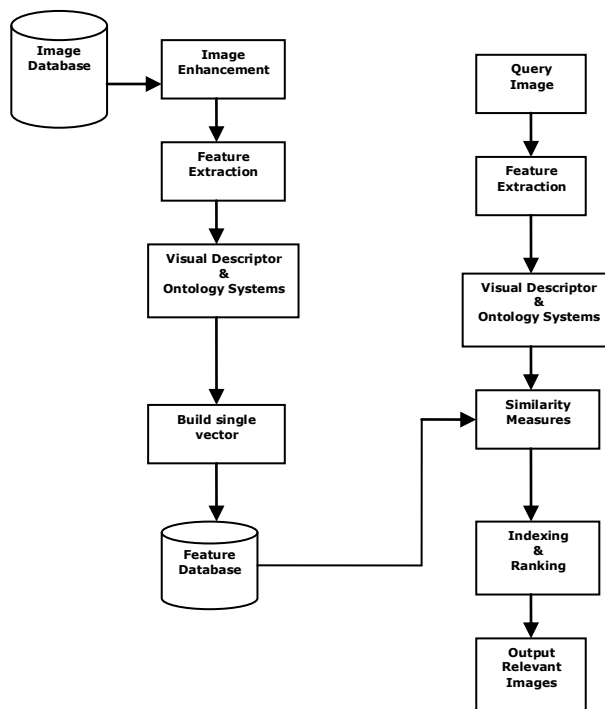 Image
Database
Image
Enhancement
Feature
Extraction
Visual Descriptor
&
Ontology Systems
Build single
vector
Feature
Database
Query
Image
Feature
Extraction
Visual Descriptor
&
Ontology Systems
Similarity
Measures
Indexing
&
Ranking
Output
Relevant
Images